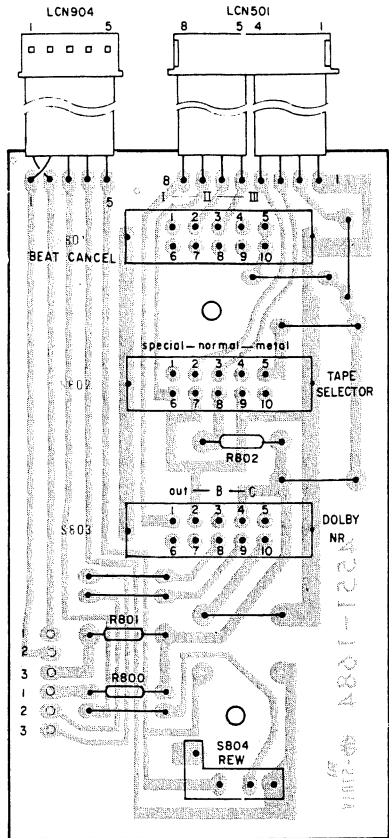 LCN904 LCN501
1 5 8 5 4 1
1 5 8 1
I II III
80
BEAT CANCEL
1 2 3 4 5
6 7 8 9 10
special—normal—metal
1 2 3 4 5
6 7 8 9 10
TAPE
SELECTOR
R802
out — B — C
S803
1 2 3 4 5
6 7 8 9 10
DOLBY
NR
4551-1684
1
2
3
R801
1
2
3
R800
S804
REW